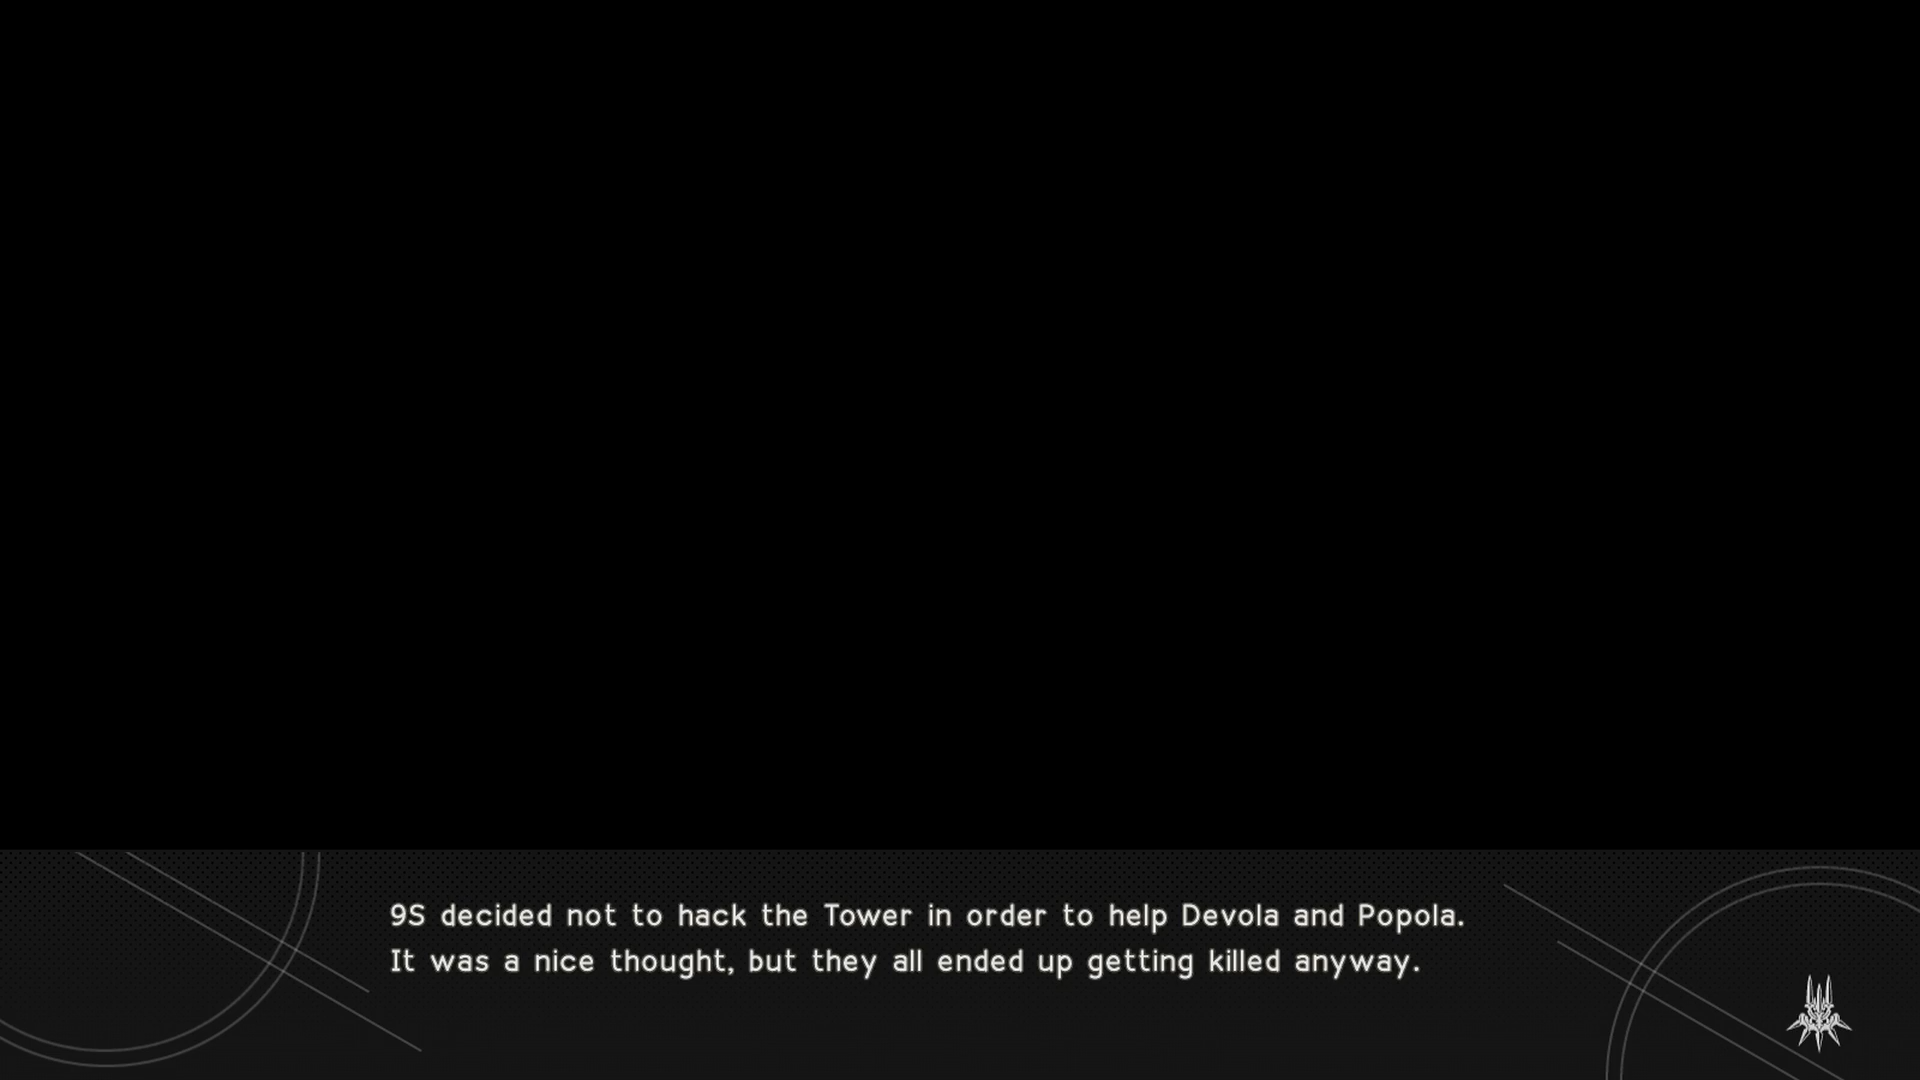 9S decided not to hack the Tower in order to help Devola and Popola.
It was a nice thought, but they all ended up getting killed anyway.